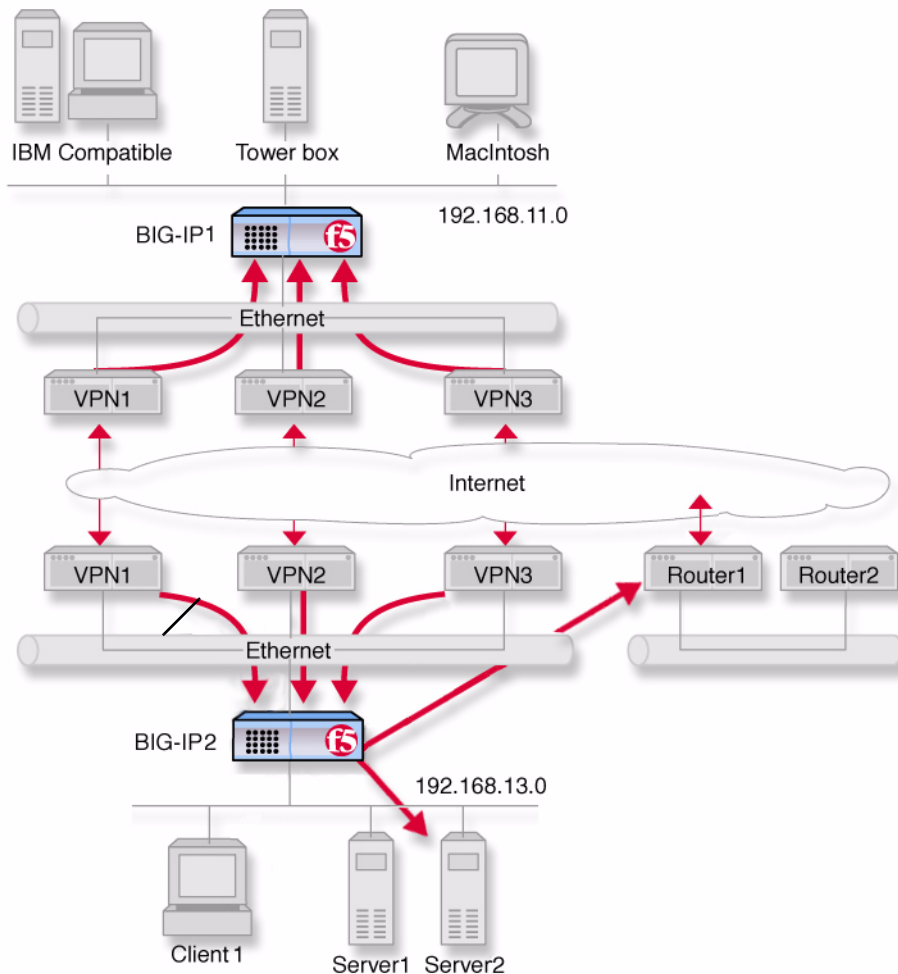 IBM Compatible
Tower box
MacIntosh
192.168.11.0
BIG-IP1
f5
Ethernet
VPN1
VPN2
VPN3
Internet
VPN1
VPN2
VPN3
Router1
Router2
Ethernet
BIG-IP2
f5
192.168.13.0
Client 1
Server1
Server2